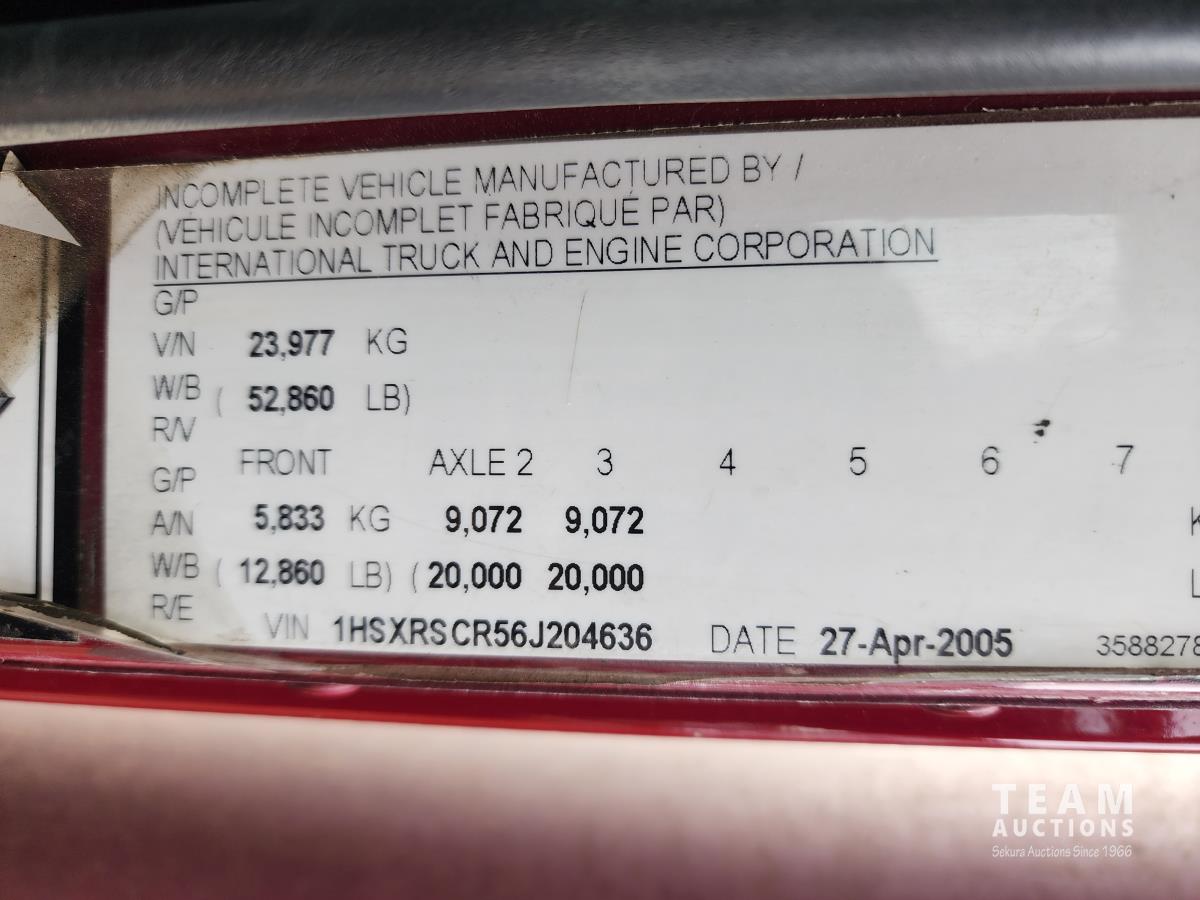 INCOMPLETE VEHICLE MANUFACTURED BY /
(VÉHICULE INCOMPLET FABRIQUÉ PAR)
INTERNATIONAL TRUCK AND ENGINE CORPORATION
G/P
V/N 23,977 KG
W/B ( 52,860 LB)
R/V
FRONT AXLE 2 3 4 5 6 7
G/P
A/N 5,833 KG 9,072 9,072 K
W/B ( 12,860 LB) ( 20,000 20,000 L
R/E
VIN 1HSXRSCR56J204636 DATE 27-Apr-2005 3588278
TEAM
AUCTIONS
Sekura Auctions Since 1966